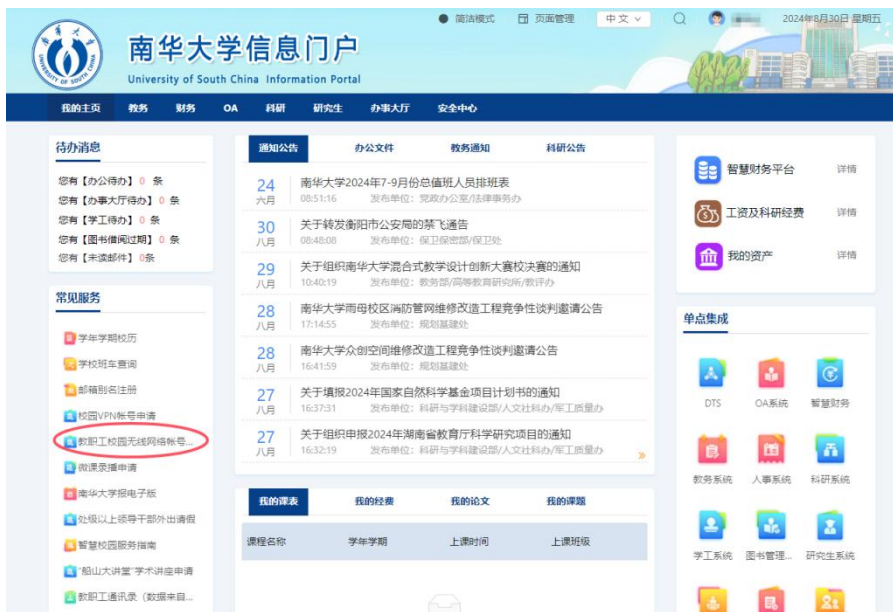 简洁模式 页面管理 中文 2024年8月30日 星期五
UNIVERSITY OF SOUTH CHINA
南华大学信息门户
University of South China Information Portal
我的主页 教务 财务 OA 科研 研究生 办事大厅 安全中心
待办消息
您有【办公待办】0 条
您有【办事大厅待办】0 条
您有【学工待办】0 条
您有【图书借阅过期】0 条
您有【未读邮件】0条
常见服务
学年学期校历
学校班车查询
邮箱别名注册
校园VPN帐号申请
教职工校园无线网络帐号...
微课录播申请
南华大学报电子版
处级以上领导干部外出请假
智慧校园服务指南
“船山大讲堂”学术讲座申请
教职工通讯录（数据来自...
通知公告 办公文件 教务通知 科研公告
24 南华大学2024年7-9月份总值班人员排班表
六月 08:51:16 发布单位：党政办公室/法律事务办
30 关于转发衡阳市公安局的禁飞通告
八月 08:48:08 发布单位：保卫保密部/保卫处
29 关于组织南华大学混合式教学设计创新大赛校决赛的通知
八月 10:40:19 发布单位：教务部/高等教育研究所/教评办
28 南华大学雨母校区消防管网维修改造工程竞争性谈判邀请公告
八月 17:14:55 发布单位：规划基建处
28 南华大学众创空间维修改造工程竞争性谈判邀请公告
八月 16:41:59 发布单位：规划基建处
27 关于填报2024年国家自然科学基金项目计划书的通知
八月 16:37:31 发布单位：科研与学科建设部/人文社科办/军工质量办
27 关于组织申报2024年湖南省教育厅科学研究项目的通知
八月 16:32:19 发布单位：科研与学科建设部/人文社科办/军工质量办
»
我的课表 我的经费 我的论文 我的课题
课程名称 学年学期 上课时间 上课班级
智慧财务平台 详情
工资及科研经费 详情
我的资产 详情
单点集成
DTS OA系统 智慧财务
教务系统 人事系统 科研系统
学工系统 图书管理... 研究生系统